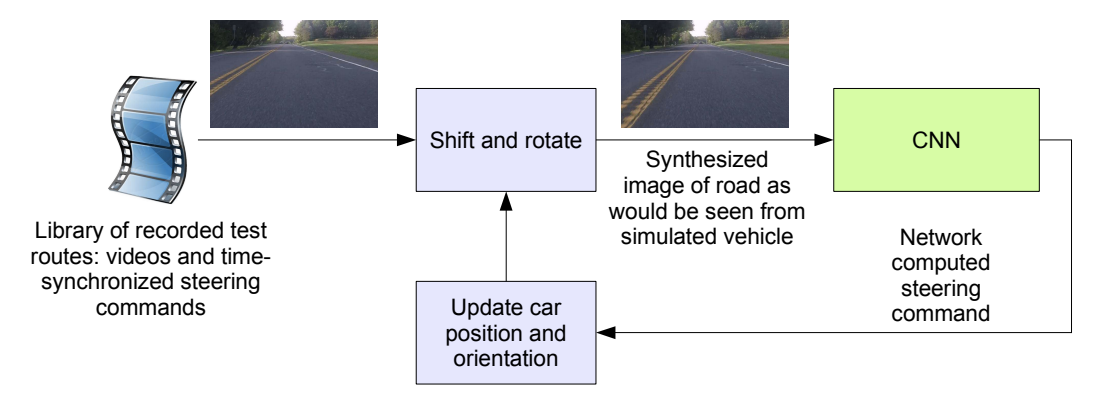 Shift and rotate
CNN
Synthesized
image of road as
would be seen from
simulated vehicle
Library of recorded test
routes: videos and time-
synchronized steering
commands
Network
computed
steering
command
Update car
position and
orientation